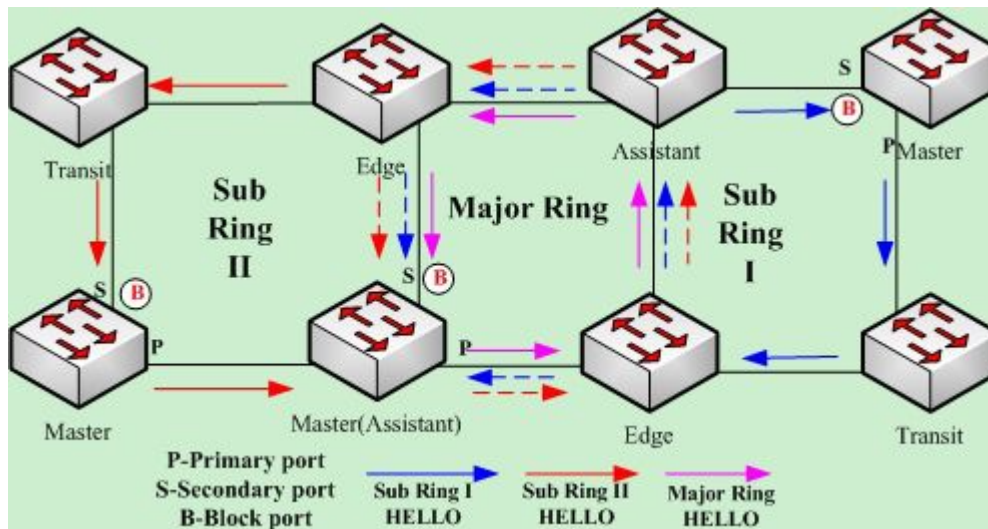 S
B
P
Transit
Edge
Assistant
Master
Sub
Ring
II
Major Ring
Sub
Ring
I
S
B
S
B
P
P
Master
Master(Assistant)
Edge
Transit
P-Primary port
S-Secondary port
B-Block port
Sub Ring I
HELLO
Sub Ring II
HELLO
Major Ring
HELLO